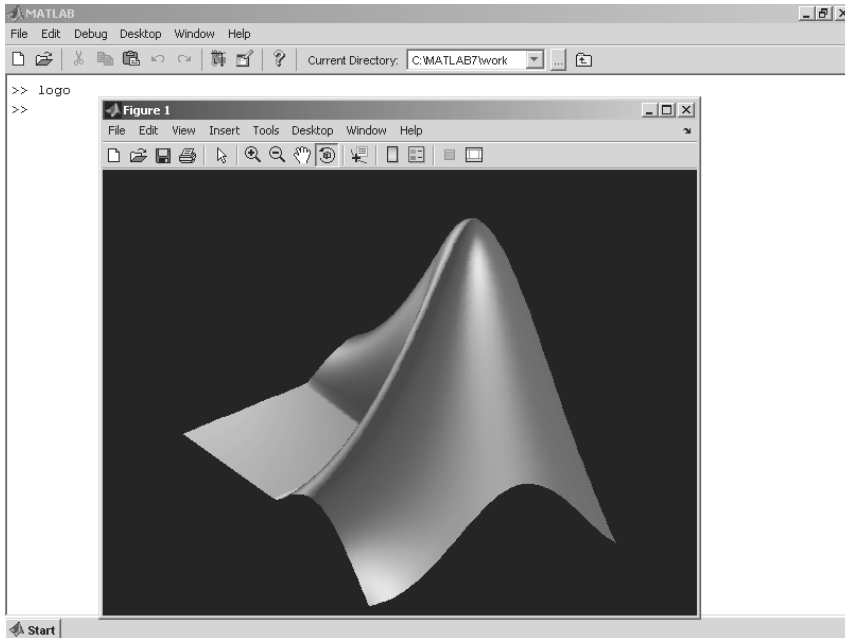 MATLAB
File Edit Debug Desktop Window Help
Current Directory: C:\MATLAB7\work ...
>> logo
>>
Figure 1
File Edit View Insert Tools Desktop Window Help
Start